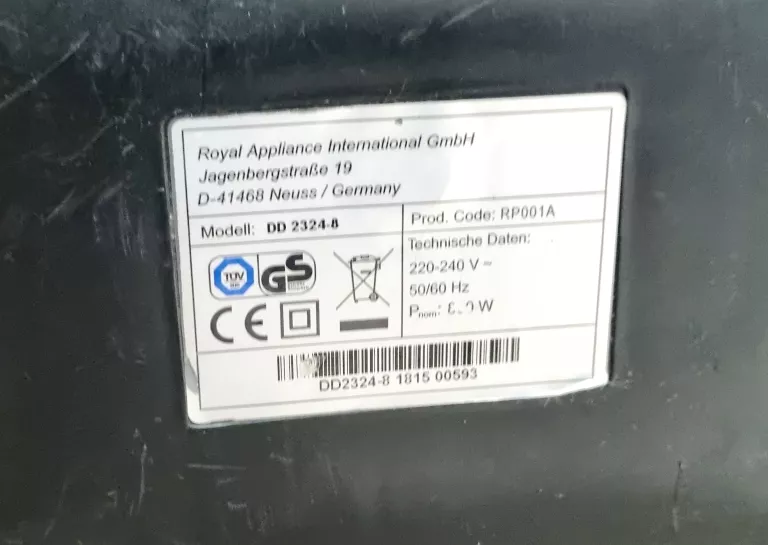 Royal Appliance International GmbH
Jagenbergstraße 19
D-41468 Neuss / Germany
Modell: DD 2324-8
Prod. Code: RP001A
Technische Daten:
220-240 V ~
50/60 Hz
Pnom: W
TÜV
GS
CE
DD2324-8 1815 00593